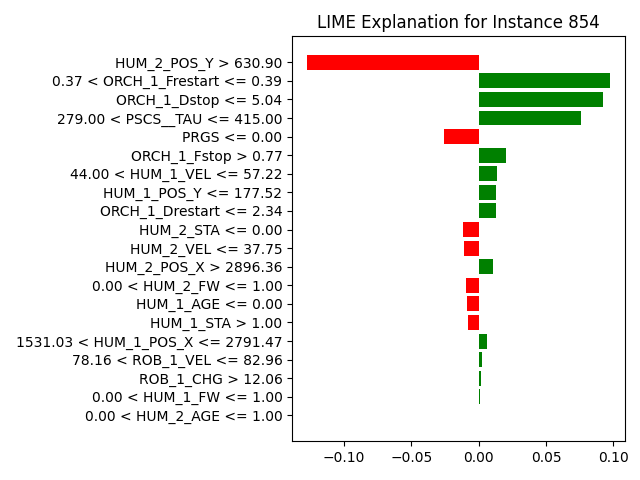 LIME Explanation for Instance 854
HUM_2_POS_Y > 630.90
0.37 < ORCH_1_Frestart <= 0.39
ORCH_1_Dstop <= 5.04
279.00 < PSCS__TAU <= 415.00
PRGS <= 0.00
ORCH_1_Fstop > 0.77
44.00 < HUM_1_VEL <= 57.22
HUM_1_POS_Y <= 177.52
ORCH_1_Drestart <= 2.34
HUM_2_STA <= 0.00
HUM_2_VEL <= 37.75
HUM_2_POS_X > 2896.36
0.00 < HUM_2_FW <= 1.00
HUM_1_AGE <= 0.00
HUM_1_STA > 1.00
1531.03 < HUM_1_POS_X <= 2791.47
78.16 < ROB_1_VEL <= 82.96
ROB_1_CHG > 12.06
0.00 < HUM_1_FW <= 1.00
0.00 < HUM_2_AGE <= 1.00
−0.10 −0.05 0.00 0.05 0.10